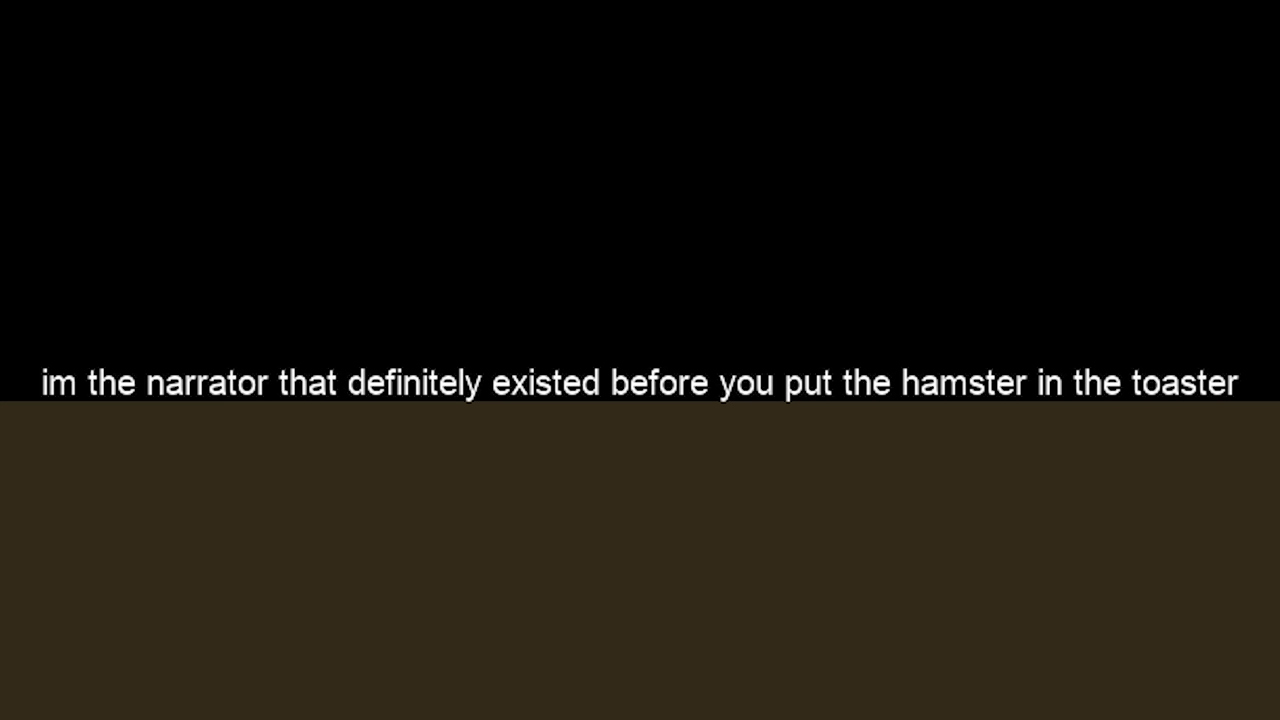 im the narrator that definitely existed before you put the hamster in the toaster